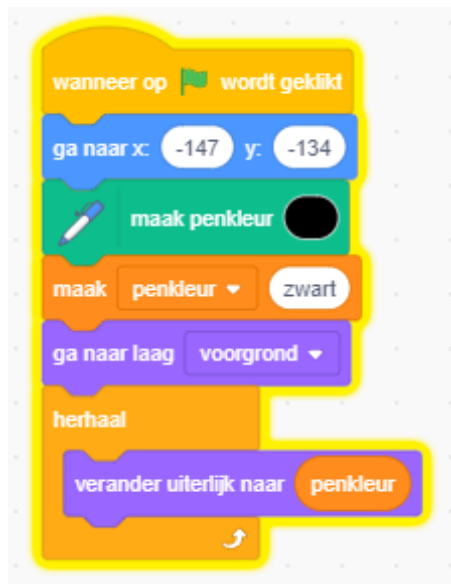 wanneer op wordt geklikt
ga naar x: -147 y: -134
maak penkleur
maak penkleur zwart
ga naar laag voorgrond
herhaal
verander uiterlijk naar penkleur